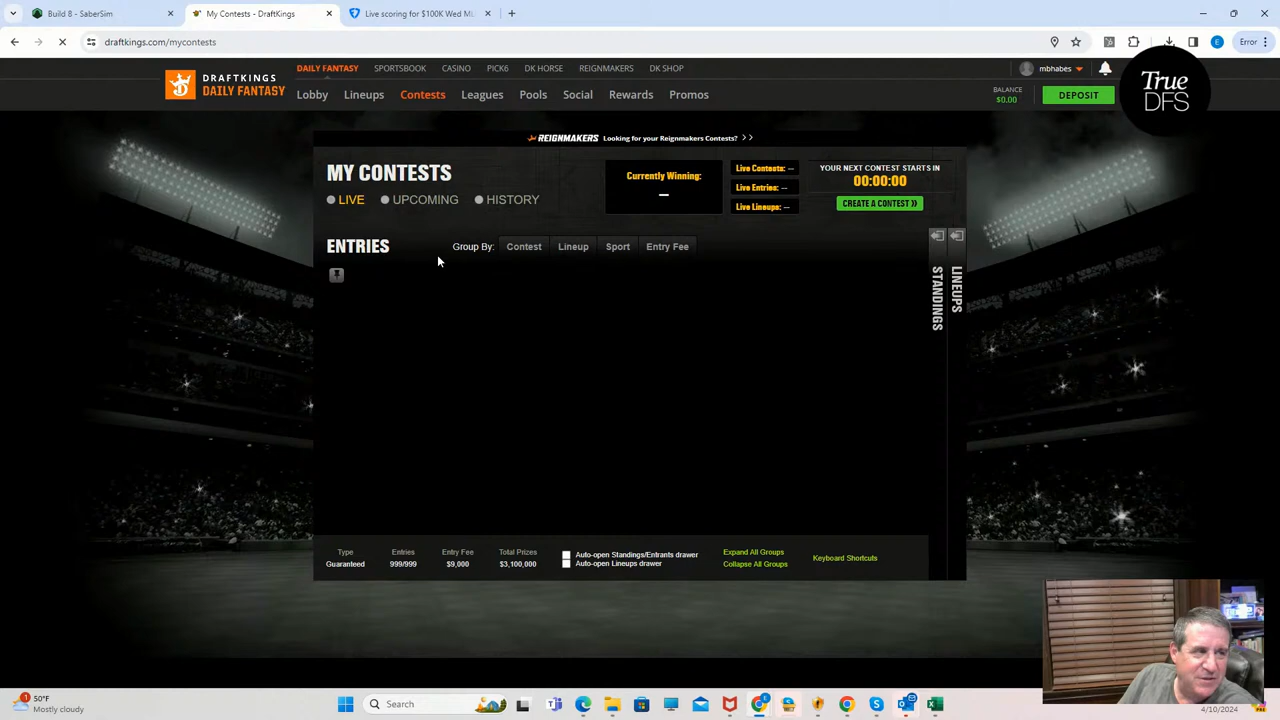 Build 8 - SaberSim
My Contests - DraftKings
Live scoring for $100K Wed ML
draftkings.com/mycontests
Error
DRAFTKINGS
DAILY FANTASY
DAILY FANTASY SPORTSBOOK CASINO PICK6 DK HORSE REIGNMAKERS DK SHOP
mbhabes
Lobby Lineups Contests Leagues Pools Social Rewards Promos
BALANCE
$0.00
DEPOSIT
True
DFS
REIGNMAKERS Looking for your Reignmakers Contests? >>
MY CONTESTS
LIVE UPCOMING HISTORY
Currently Winning:
--
Live Contests: --
Live Entries: --
Live Lineups: --
YOUR NEXT CONTEST STARTS IN
00:00:00
CREATE A CONTEST »
ENTRIES
Group By: Contest Lineup Sport Entry Fee
STANDINGS
LINEUPS
Type Entries Entry Fee Total Prizes
Guaranteed 999/999 $9,000 $3,100,000
Auto-open Standings/Entrants drawer
Auto-open Lineups drawer
Expand All Groups
Collapse All Groups
Keyboard Shortcuts
50°F
Mostly cloudy
Search
4/10/2024